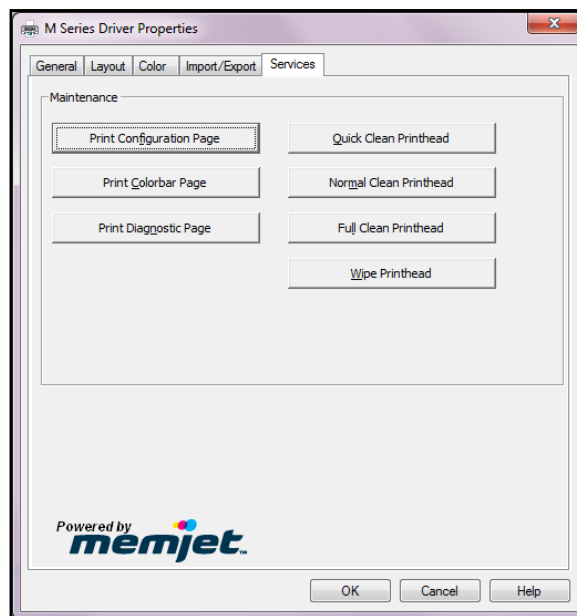 M Series Driver Properties
General Layout Color Import/Export Services
Maintenance
Print Configuration Page Quick Clean Printhead
Print Colorbar Page Normal Clean Printhead
Print Diagnostic Page Full Clean Printhead
Wipe Printhead
Powered by
memjet™
OK Cancel Help